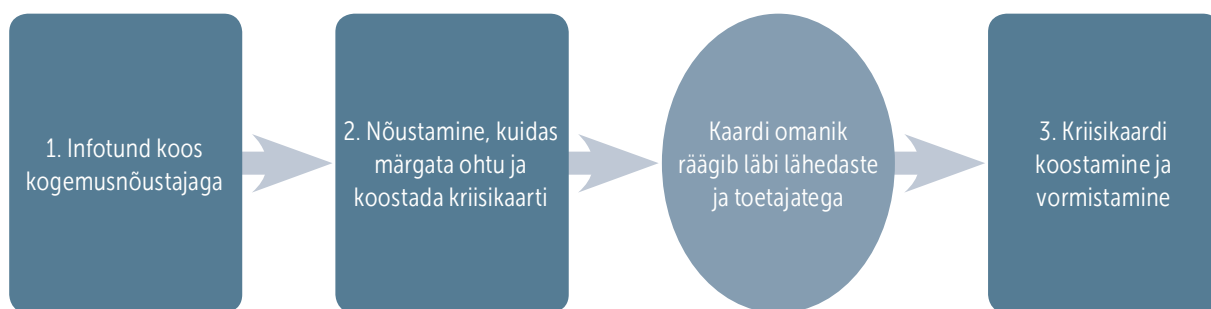 1. Infotund koos
kogemusnõustajaga
2. Nõustamine, kuidas
märgata ohtu ja
koostada kriisikaarti
Kaardi omanik
räägib läbi lähedaste
ja toetajatega
3. Kriisikaardi
koostamine ja
vormistamine